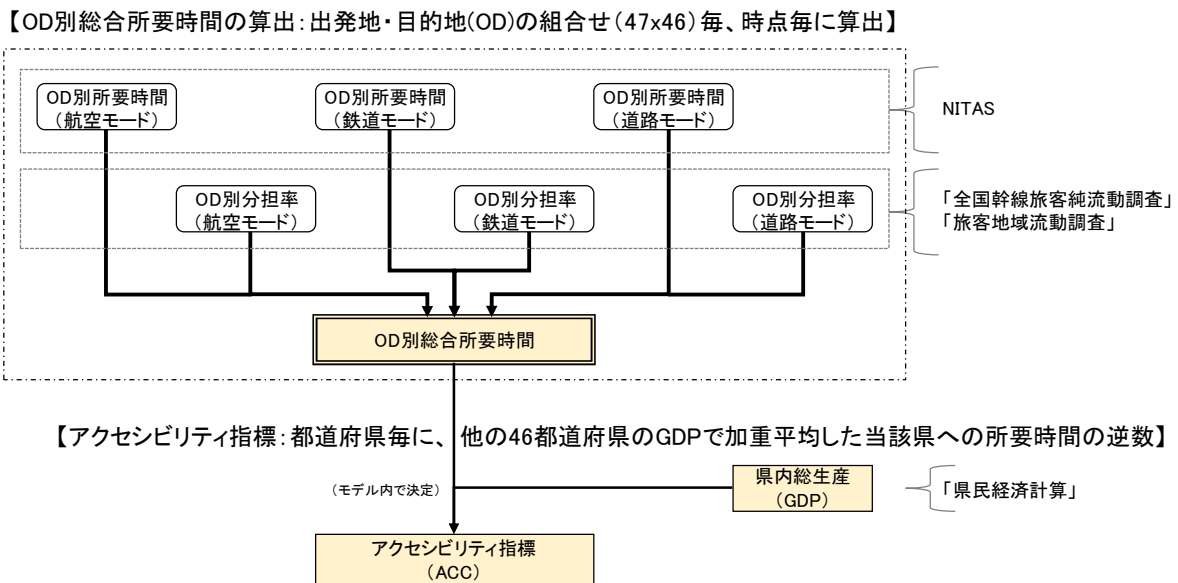 【OD別総合所要時間の算出:出発地・目的地(OD)の組合せ(47x46)毎、時点毎に算出】
OD別所要時間
(航空モード)
OD別所要時間
(鉄道モード)
OD別所要時間
(道路モード)
NITAS
OD別分担率
(航空モード)
OD別分担率
(鉄道モード)
OD別分担率
(道路モード)
「全国幹線旅客純流動調査」
「旅客地域流動調査」
OD別総合所要時間
【アクセシビリティ指標:都道府県毎に、他の46都道府県のGDPで加重平均した当該県への所要時間の逆数】
(モデル内で決定)
県内総生産
(GDP)
「県民経済計算」
アクセシビリティ指標
(ACC)